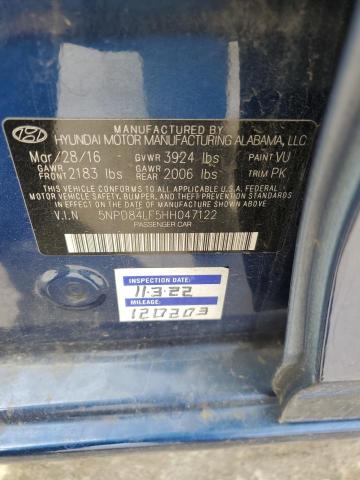 MANUFACTURED BY
HYUNDAI MOTOR MANUFACTURING ALABAMA, LLC
Mar/28/16 GVWR 3924 lbs PAINT VU
GAWR FRONT 2183 lbs GAWR REAR 2006 lbs TRIM PK
THIS VEHICLE CONFORMS TO ALL APPLICABLE U.S.A. FEDERAL
MOTOR VEHICLE SAFETY, BUMPER, AND THEFT PREVENTION STANDARDS
IN EFFECT ON THE DATE OF MANUFACTURE SHOWN ABOVE.
V.I.N 5NPD84LF5HH047122
PASSENGER CAR
INSPECTION DATE
11-3-22
MILEAGE:
120203